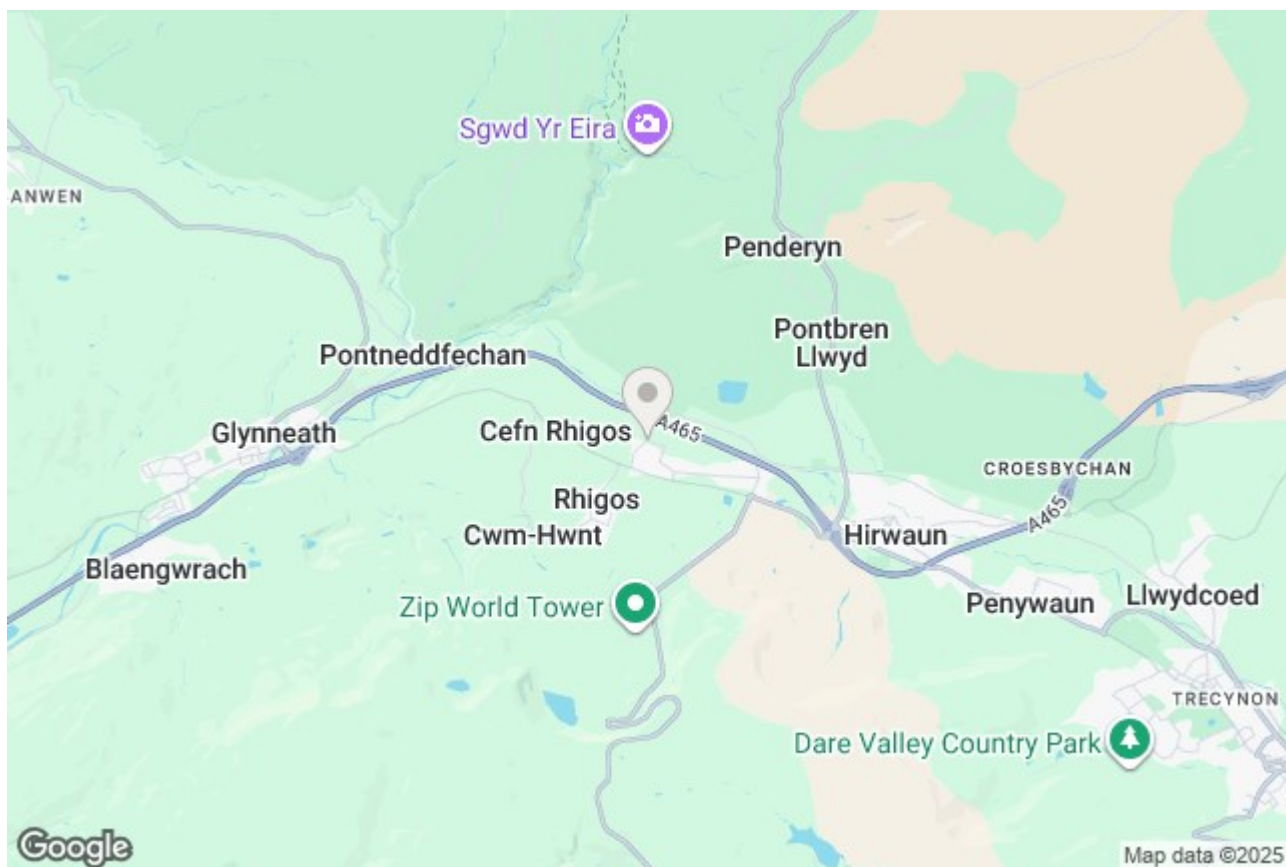 Sgwd Yr Eira
ANWEN
Penderyn
Pontbren
Llwyd
Pontneddfechan
Glynneath
Cefn Rhigos
A465
CROESBYCHAN
Rhigos
A465
Cwm-Hwnt
Hirwaun
Blaengwrach
Zip World Tower
Penywaun
Llwydcoed
TRECYNON
Dare Valley Country Park
Google
Map data ©2025